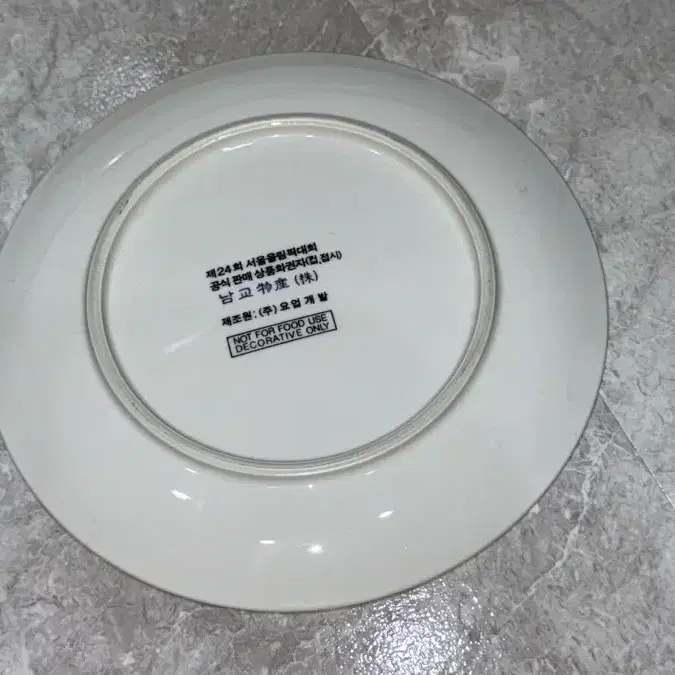 제24회 서울올림픽대회
공식 판매 상품화권자(컵,접시)
남교物産(株)
제조원:(주)요업개발
NOT FOR FOOD USE
DECORATIVE ONLY